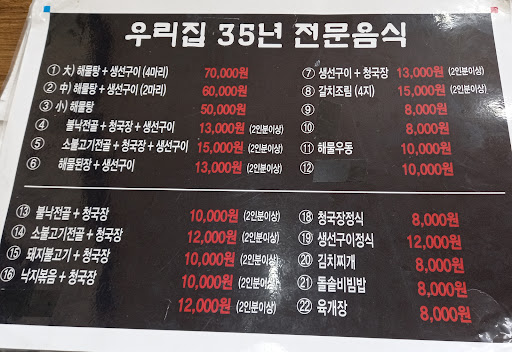 우리집 35년 전문음식
① 大) 해물탕 + 생선구이 (4마리) 70,000원
② 中) 해물탕 + 생선구이 (2마리) 60,000원
③ 小) 해물탕 50,000원
④ 불낙전골 + 청국장 + 생선구이 13,000원 (2인분이상)
⑤ 소불고기전골 + 청국장 + 생선구이 15,000원 (2인분이상)
⑥ 해물된장 + 생선구이 13,000원 (2인분이상)
⑦ 생선구이 + 청국장 13,000원 (2인분이상)
⑧ 갈치조림 (4지) 15,000원 (2인분이상)
⑨ 8,000원
⑩ 8,000원
⑪ 해물우동 10,000원
⑫ 10,000원
⑬ 불낙전골 + 청국장 10,000원 (2인분이상)
⑭ 소불고기전골 + 청국장 12,000원 (2인분이상)
⑮ 돼지불고기 + 청국장 10,000원 (2인분이상)
⑯ 낙지볶음 + 청국장 10,000원 (2인분이상)
12,000원 (2인분이상)
⑱ 청국장정식 8,000원
⑲ 생선구이정식 12,000원
⑳ 김치찌개 8,000원
㉑ 돌솥비빔밥 8,000원
㉒ 육개장 8,000원